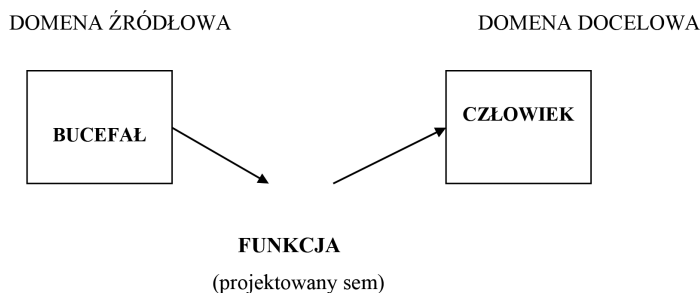 DOMENA ŹRÓDŁOWA
DOMENA DOCELOWA
BUCEFAŁ
CZŁOWIEK
FUNKCJA
(projektowany sem)